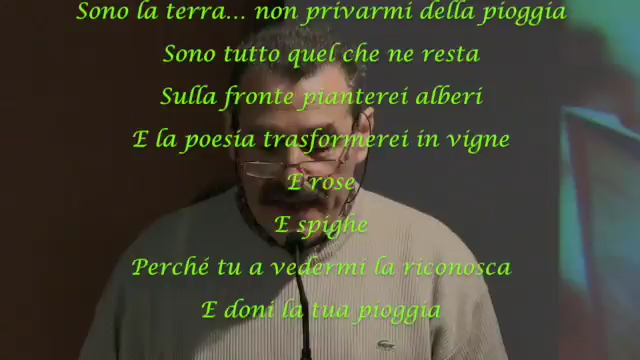 Sono la terra... non privarmi della pioggia
Sono tutto quel che ne resta
Sulla fronte pianterei alberi
E la poesia trasformerei in vigne
E rose
E spighe
Perché tu a vedermi la riconosca
E doni la tua pioggia